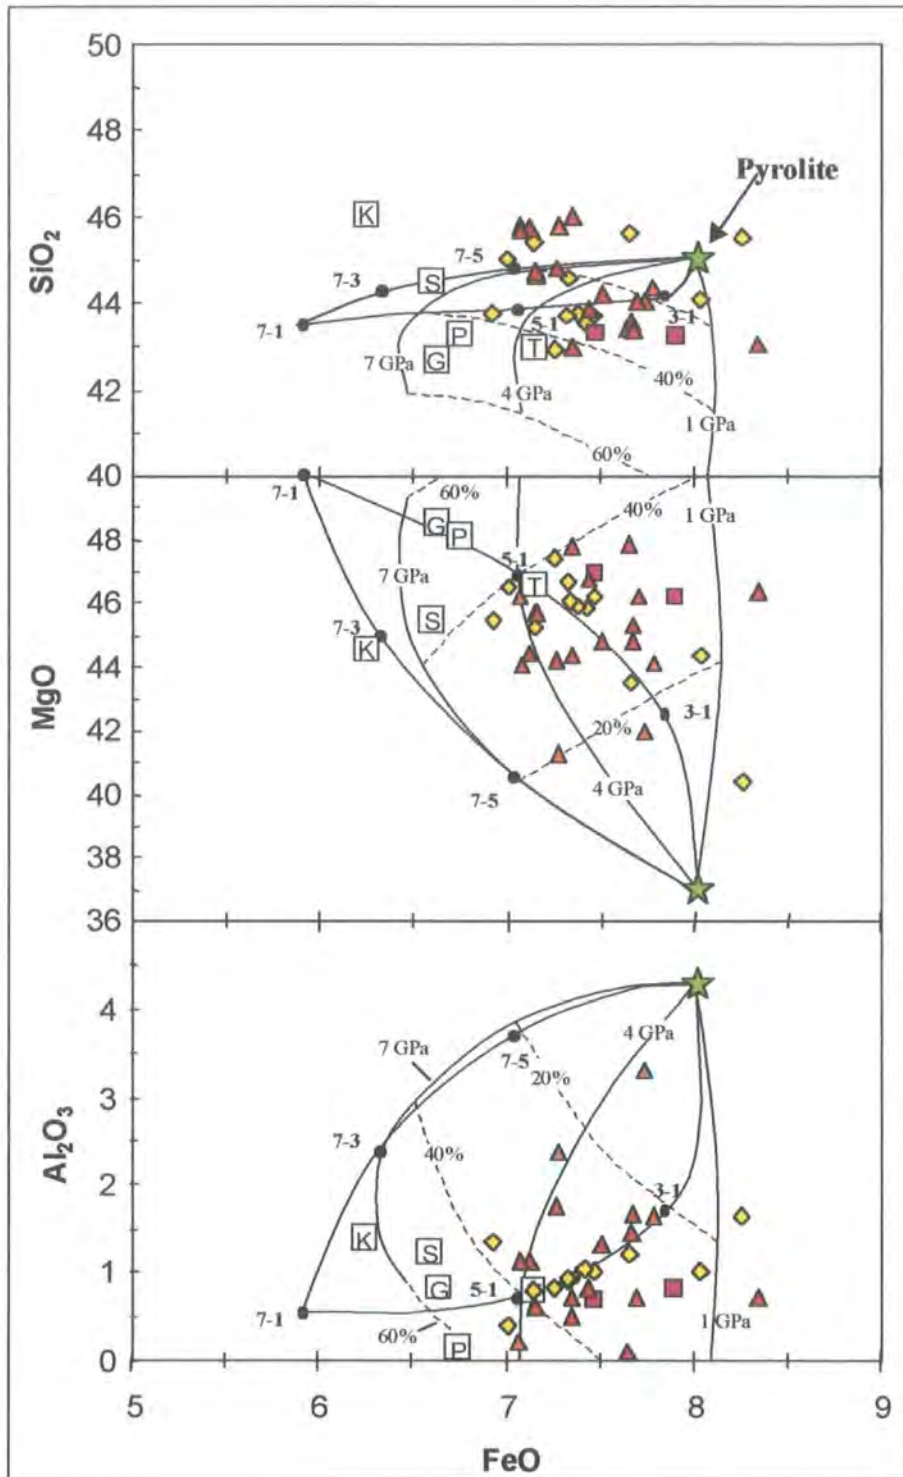 50
48
46
44
42
40
SiO2
Pyrolite
K
7-5
7-3
S
7-1
5-1
3-1
P
T
G
7 GPa
4 GPa
40%
1 GPa
60%
48
46
44
42
40
38
36
MgO
7-1
60%
40%
1 GPa
G
P
5-1
7 GPa
T
S
7-3
K
3-1
20%
7-5
4 GPa
4
3
2
1
0
Al2O3
7 GPa
4 GPa
7-5
20%
7-3
40%
3-1
K
S
G
5-1
7-1
60%
P
1 GPa
5
6
7
8
9
FeO